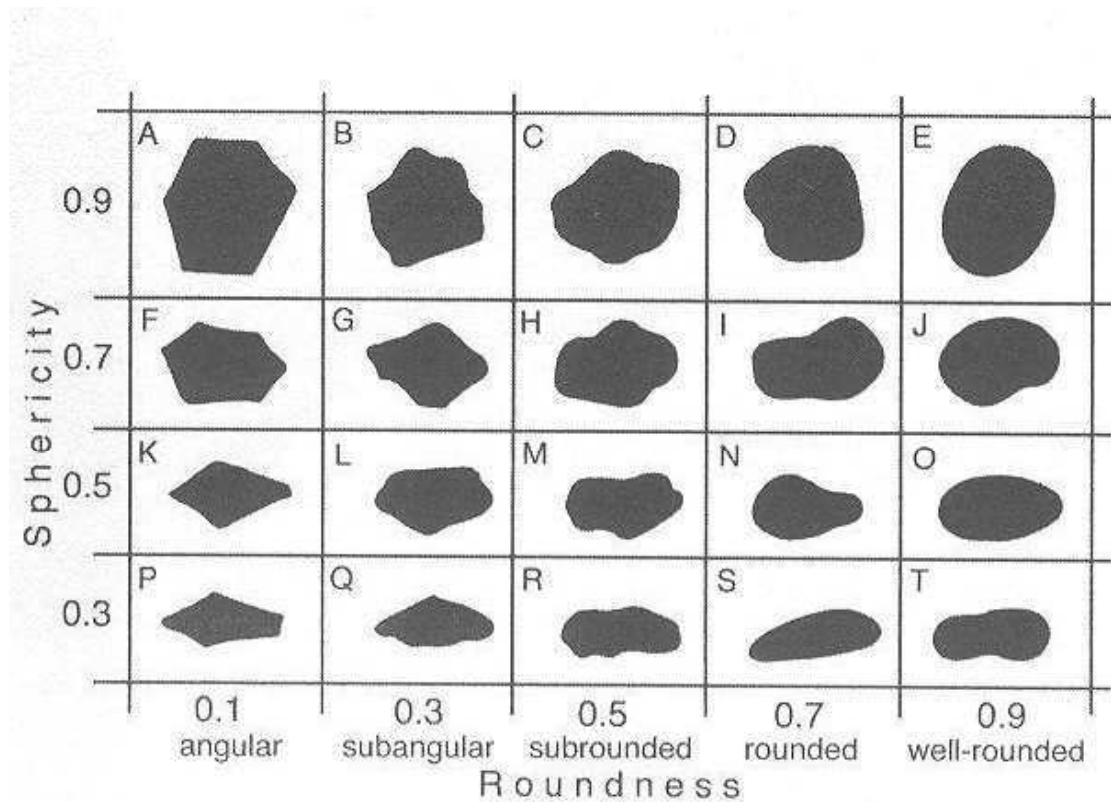 A B C D E
0.9
F G H I J
0.7
K L M N O
0.5
P Q R S T
0.3
Sphericity
0.1 0.3 0.5 0.7 0.9
angular subangular subrounded rounded well-rounded
Roundness